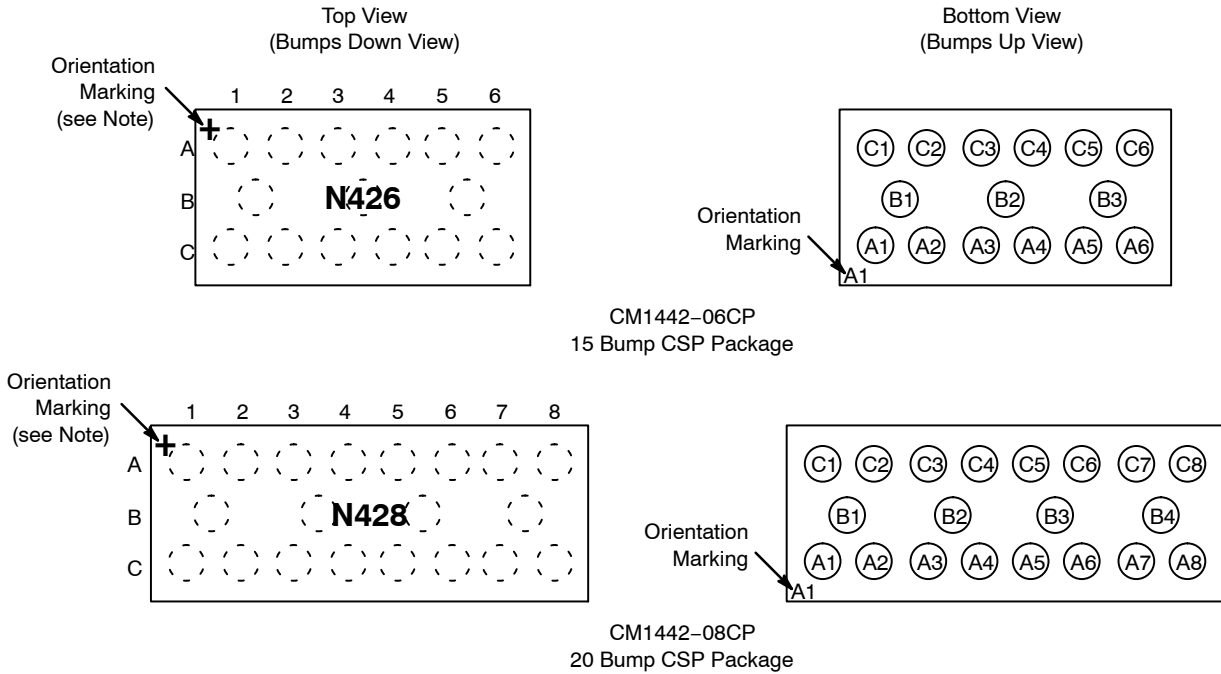 Top View
(Bumps Down View)
Bottom View
(Bumps Up View)
Orientation
Marking
(see Note)
1 2 3 4 5 6
+
A
B
C
N426
C1 C2 C3 C4 C5 C6
B1 B2 B3
A1 A2 A3 A4 A5 A6
Orientation
Marking
A1
CM1442−06CP
15 Bump CSP Package
Orientation
Marking
(see Note)
1 2 3 4 5 6 7 8
+
A
B
C
N428
C1 C2 C3 C4 C5 C6 C7 C8
B1 B2 B3 B4
A1 A2 A3 A4 A5 A6 A7 A8
Orientation
Marking
A1
CM1442−08CP
20 Bump CSP Package